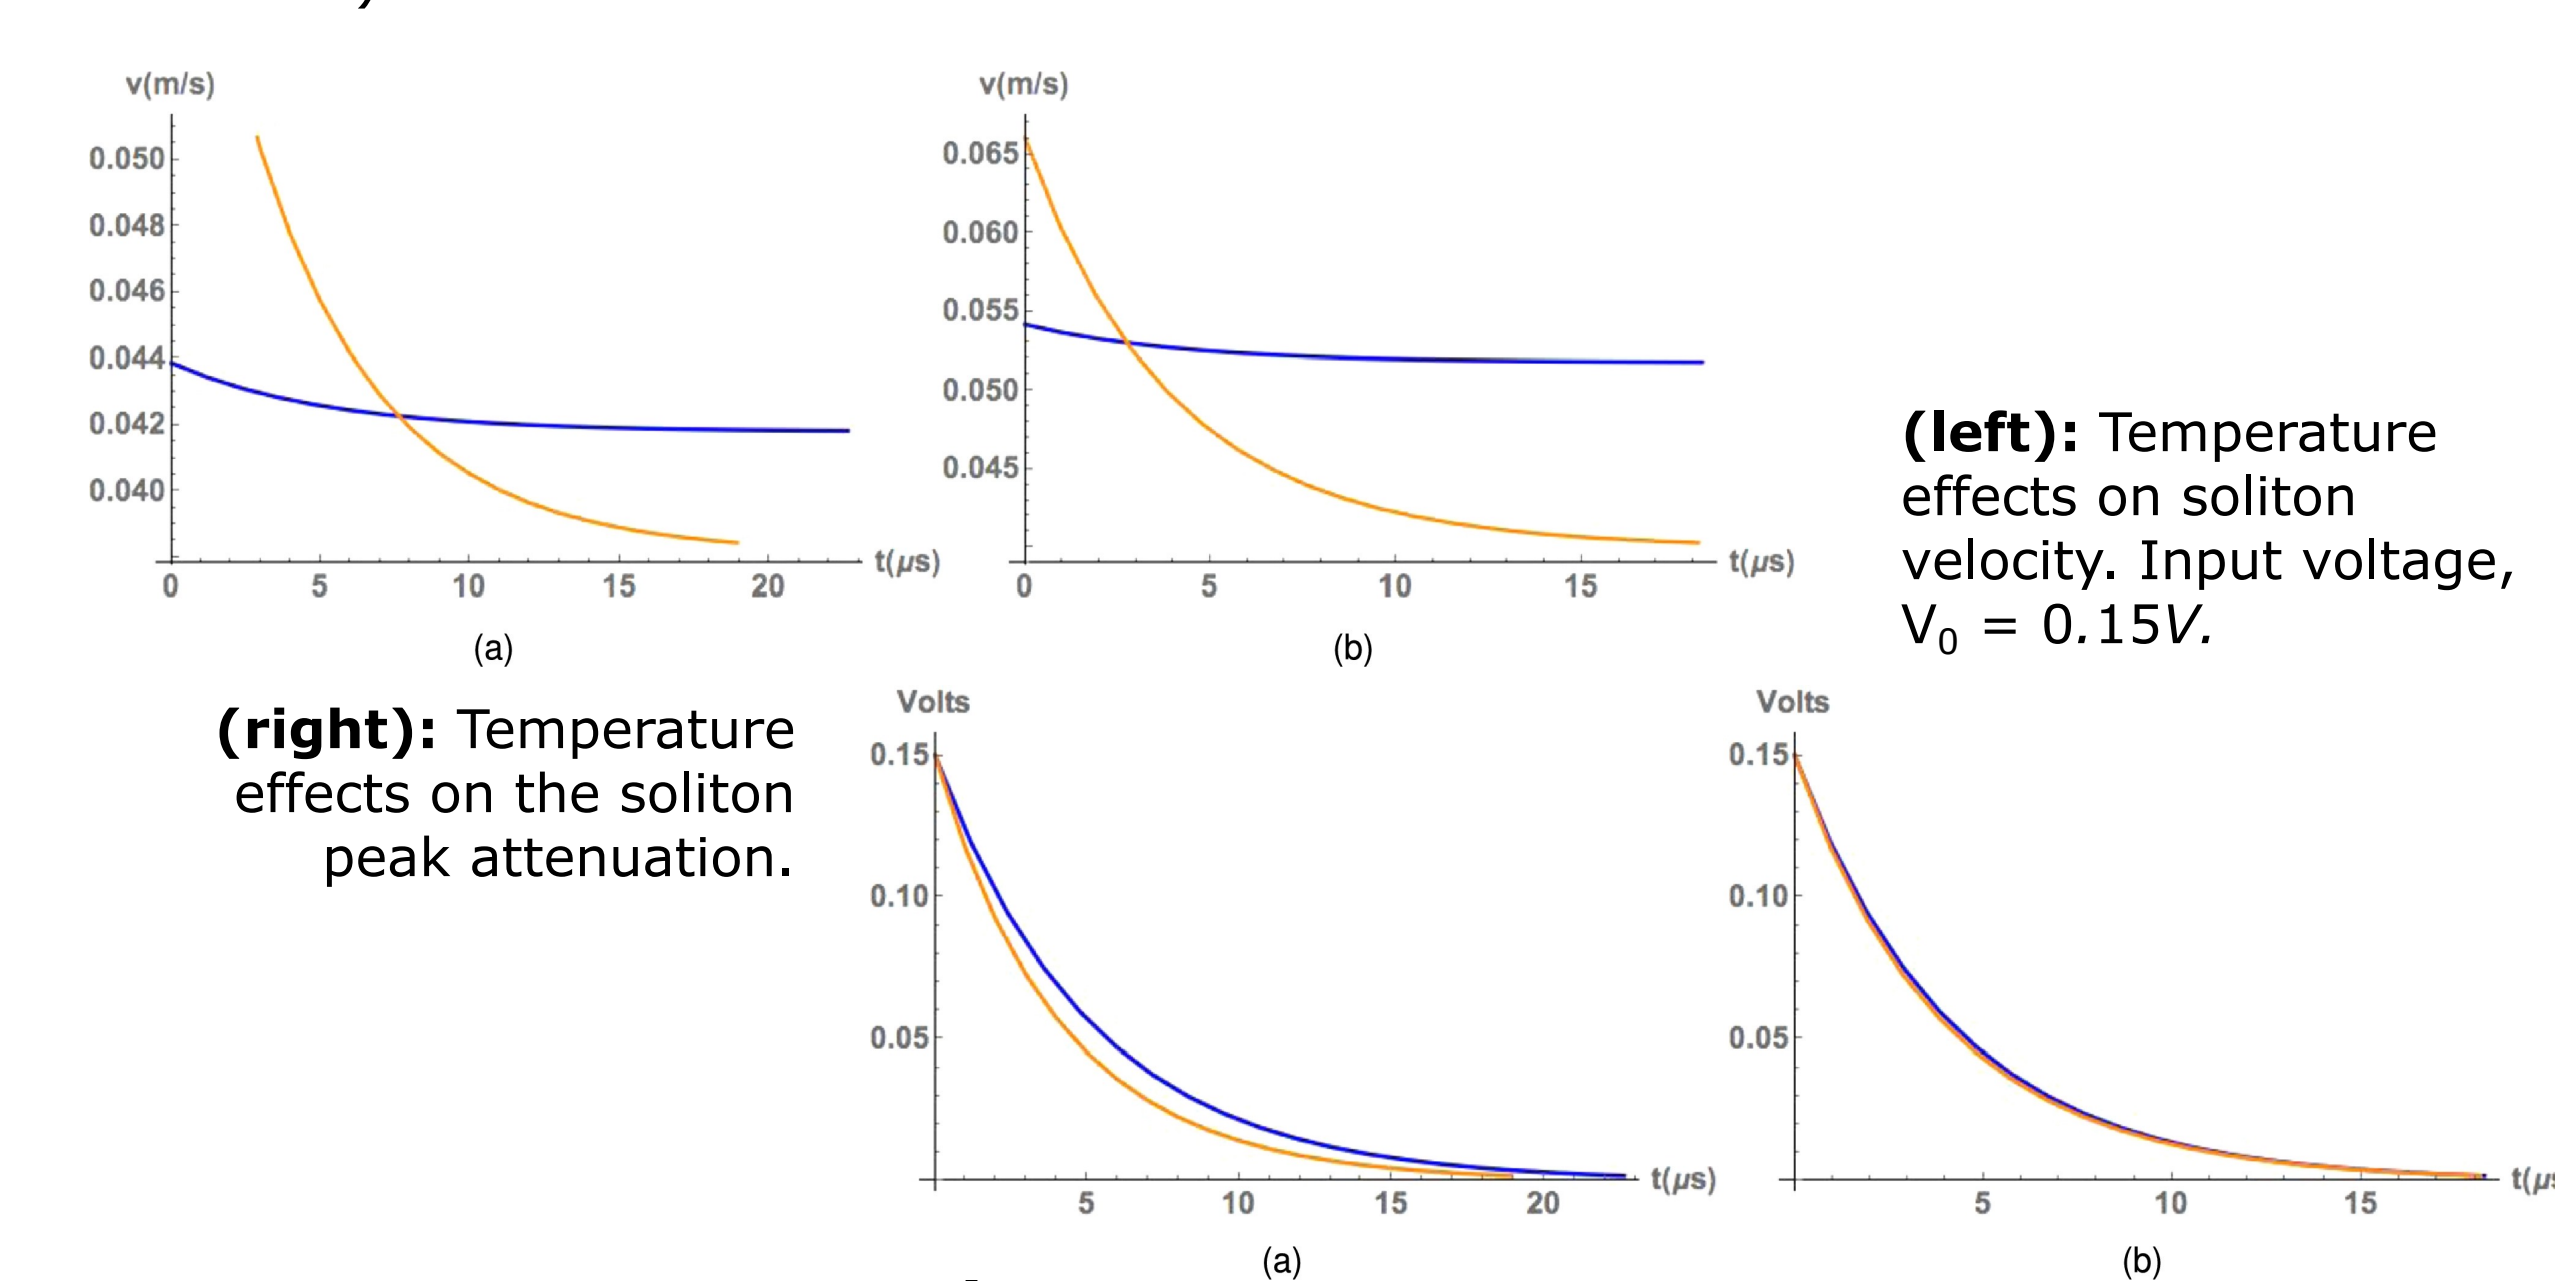 v(m/s)
0.050
0.048
0.046
0.044
0.042
0.040
0 5 10 15 20
t(μs)
(a)
v(m/s)
0.065
0.060
0.055
0.050
0.045
0 5 10 15
t(μs)
(b)
(left): Temperature
effects on soliton
velocity. Input voltage,
V₀ = 0.15V.
(right): Temperature
effects on the soliton
peak attenuation.
Volts
0.15
0.10
0.05
5 10 15 20
t(μs)
(a)
Volts
0.15
0.10
0.05
5 10 15
t(μs
(b)